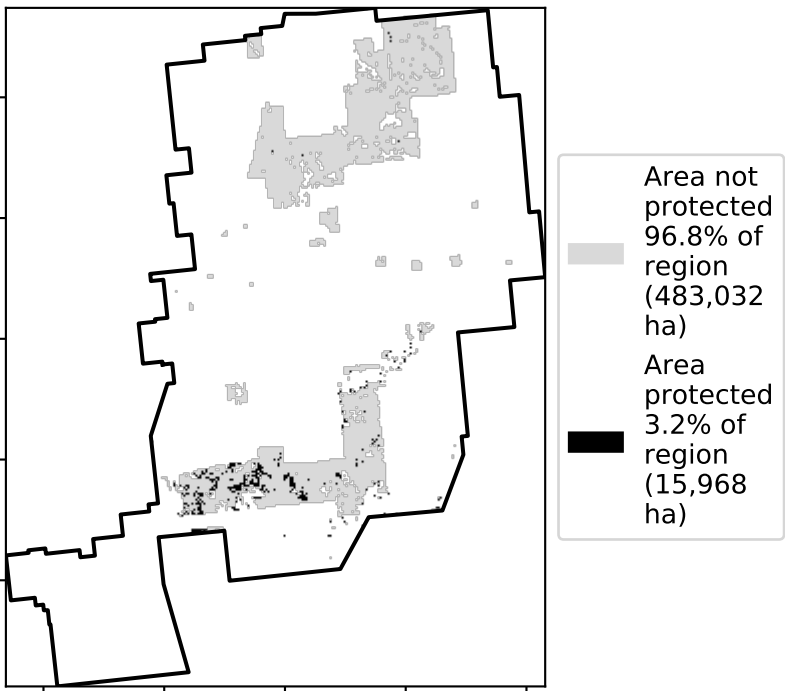 Area not
protected
96.8% of
region
(483,032
ha)
Area
protected
3.2% of
region
(15,968
ha)